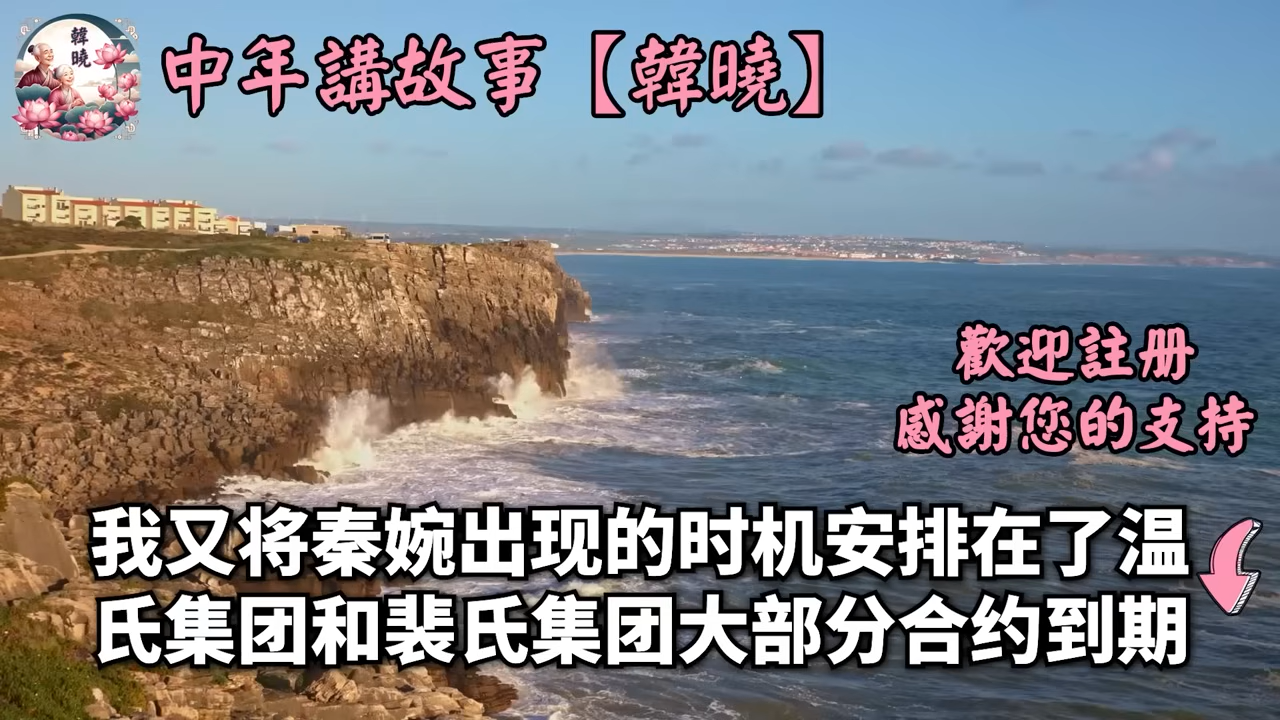 韓
曉
中年講故事【韓曉】
歡迎註册
感謝您的支持
我又将秦婉出现的时机安排在了温
氏集团和裴氏集团大部分合约到期